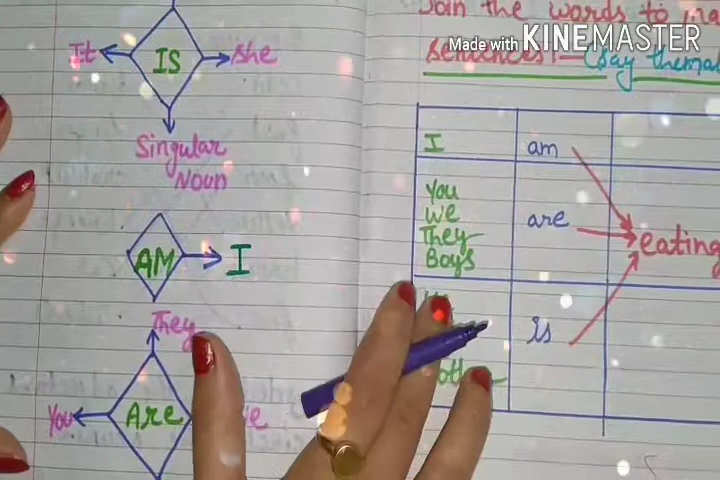 It
IS
She
Singular
Noun
AM
I
They
You
Are
Join the words to
Made with KINEMASTER
Sentences:-
(Say
I
am
You
We
They
Boys
are
eating
is